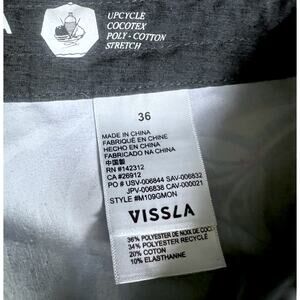 A
UPCYCLE
COCOTEX
POLY - COTTON
STRETCH
36
MADE IN CHINA
FABRIQUÉ EN CHINE
HECHO EN CHINA
FABRICADO NA CHINA
中国製
RN #142312
CA #26912
PO # USV-006844 SAV-006832
JPV-006838 CAV-000021
STYLE #M109GMON
VISSLA
36% POLYESTER DE NOIX DE COCO
34% POLYESTER RECYCLÉ
20% COTON
10% ELASTHANNE